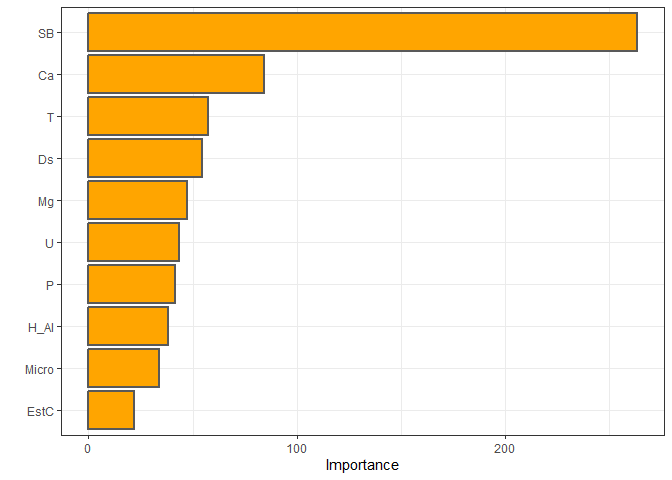 SB
Ca
T
Ds
Mg
U
P
H_Al
Micro
EstC
0 100 200
Importance